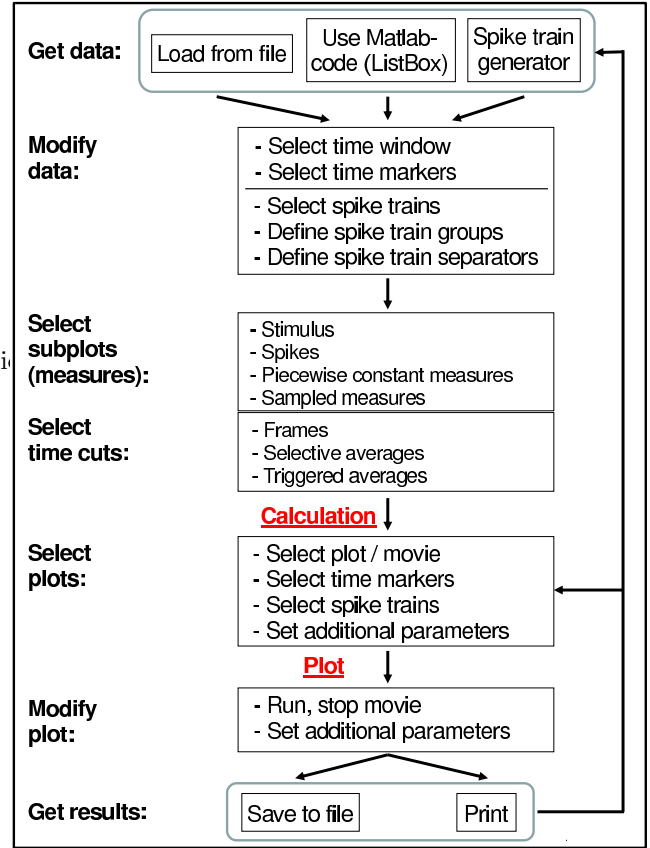 Get data:
Load from file
Use Matlab-
code (ListBox)
Spike train
generator
Modify
data:
- Select time window
- Select time markers
- Select spike trains
- Define spike train groups
- Define spike train separators
Select
subplots
(measures):
- Stimulus
- Spikes
- Piecewise constant measures
- Sampled measures
Select
time cuts:
- Frames
- Selective averages
- Triggered averages
Calculation
Select
plots:
- Select plot / movie
- Select time markers
- Select spike trains
- Set additional parameters
Plot
Modify
plot:
- Run, stop movie
- Set additional parameters
Get results:
Save to file
Print